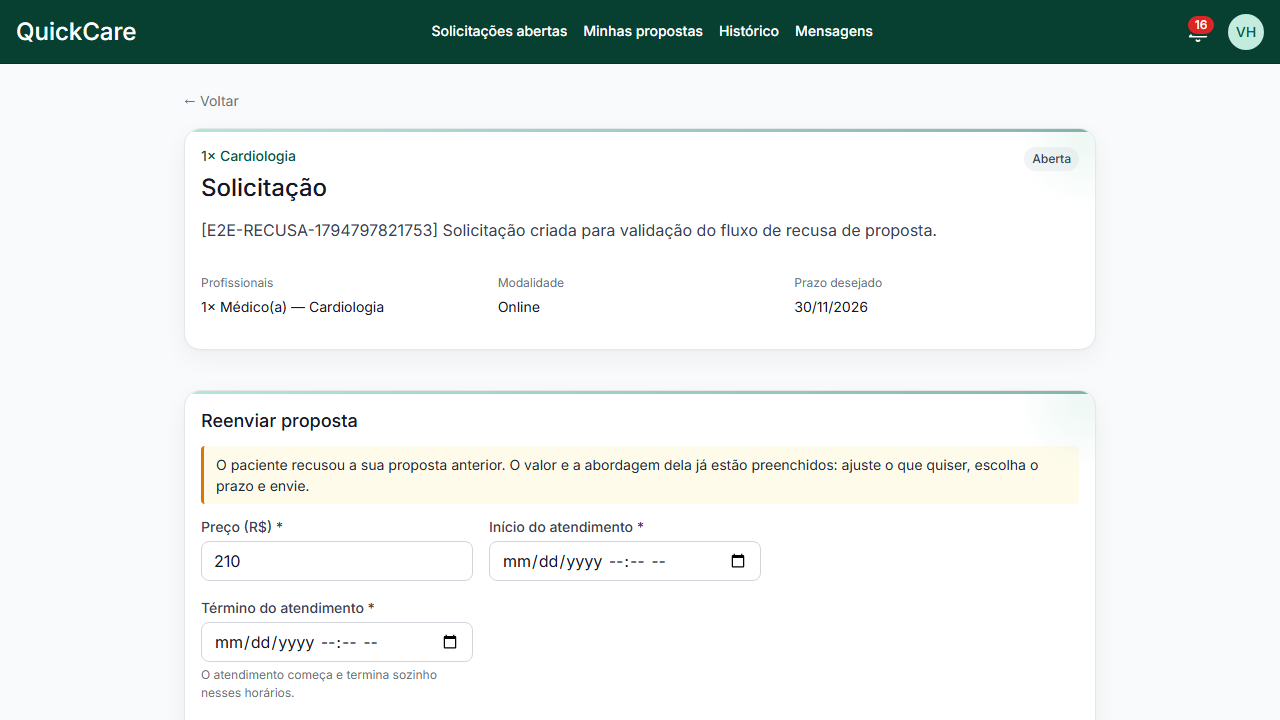 QuickCare
Solicitações abertas
Minhas propostas
Histórico
Mensagens
16
VH
← Voltar
1× Cardiologia
Aberta
Solicitação
[E2E-RECUSA-1794797821753] Solicitação criada para validação do fluxo de recusa de proposta.
Profissionais
Modalidade
Prazo desejado
1× Médico(a) — Cardiologia
Online
30/11/2026
Reenviar proposta
O paciente recusou a sua proposta anterior. O valor e a abordagem dela já estão preenchidos: ajuste o que quiser, escolha o
prazo e envie.
Preço (R$) *
Início do atendimento *
210
mm/dd/yyyy --:-- --
Término do atendimento *
mm/dd/yyyy --:-- --
O atendimento começa e termina sozinho
nesses horários.